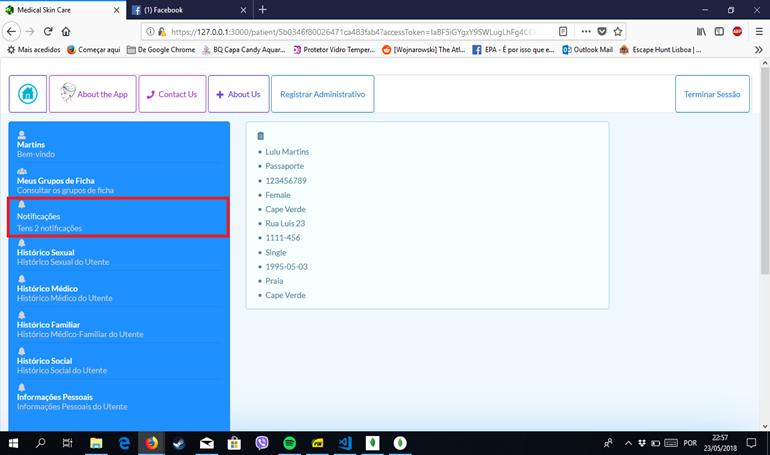 Medical Skin Care
(1) Facebook
https://127.0.0.1:3000/patient/5b0346f80026471ca483fab4?accessToken=IaBFSiGYgxY9SWLugLhFg4CO
Mais acedidos
Começar aqui
De Google Chrome
BQ Capa Candy Aquar...
Protetor Vidro Temper...
[Wojnarowski] The Atl...
EPA - É por isso que e...
Outlook Mail
Escape Hunt Lisboa | ...
About the App
Contact Us
About Us
Registrar Administrativo
Terminar Sessão
Martins
Bem-vindo
Meus Grupos de Ficha
Consultar os grupos de ficha
Notificações
Tens 2 notificações
Histórico Sexual
Histórico Sexual do Utente
Histórico Médico
Histórico Médico do Utente
Histórico Familiar
Histórico Médico-Familiar do Utente
Histórico Social
Histórico Social do Utente
Informações Pessoais
Informações Pessoais do Utente
Lulu Martins
Passaporte
123456789
Female
Cape Verde
Rua Luis 23
1111-456
Single
1995-05-03
Praia
Cape Verde
POR
22:57
23/05/2018